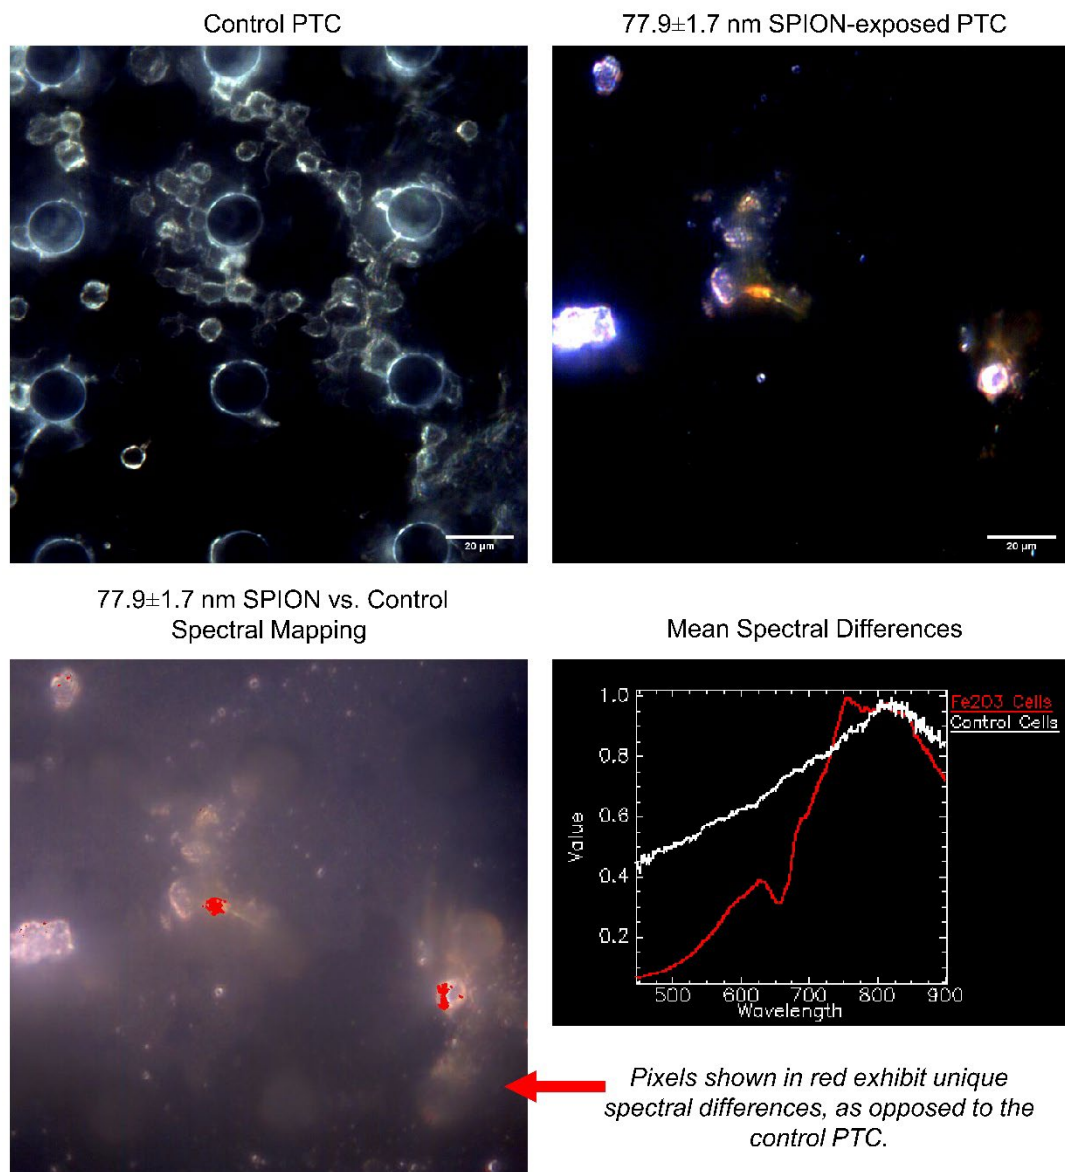 Control PTC
77.9±1.7 nm SPION-exposed PTC
20 µm
20 µm
77.9±1.7 nm SPION vs. Control
Spectral Mapping
Mean Spectral Differences
1.0
0.8
0.6
0.4
0.2
Value
500 600 700 800 900
Wavelength
Fe2O3 Cells
Control Cells
Pixels shown in red exhibit unique
spectral differences, as opposed to the
control PTC.